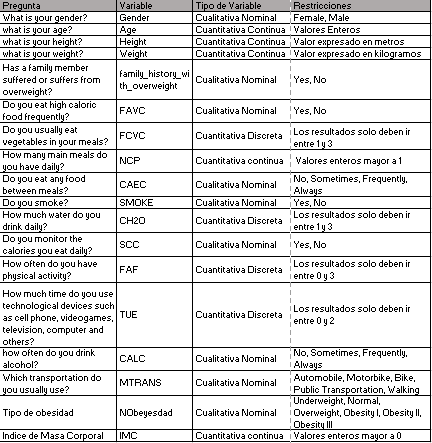 Pregunta Variable Tipo de Variable Restricciones
What is your gender? Gender Cualitativa Nominal Female, Male
what is your age? Age Cuantitativa Continua Valores Enteros
what is your height? Height Cuantitativa Continua Valor expresado en metros
what is your weight? Weight Cuantitativa Continua Valor expresado en kilogramos
Has a family member
suffered or suffers from
overweight?
family_history_wi
th_overweight
Cualitativa Nominal Yes, No
Do you eat high caloric
food frequently?
FAVC Cualitativa Nominal Yes, No
Do you usually eat
vegetables in your meals?
FCVC Cuantitativa Discreta
Los resultados solo deben ir
entre 1 y 3
How many main meals do
you have daily?
NCP Cuantitativa continua Valores enteros mayor a 1
Do you eat any food
between meals?
CAEC Cualitativa Nominal
No, Sometimes, Frequently,
Always
Do you smoke? SMOKE Cualitativa Nominal Yes, No
How much water do you
drink daily?
CH2O Cuantitativa Discreta
Los resultados solo deben ir
entre 1 y 3
Do you monitor the
calories you eat daily?
SCC Cualitativa Nominal Yes, No
How often do you have
physical activity?
FAF Cuantitativa Discreta
Los resultados solo deben ir
entre 0 y 3
How much time do you use
technological devices such
as cell phone, videogames,
television, computer and
others?
TUE Cuantitativa Discreta
Los resultados solo deben ir
entre 0 y 2
how often do you drink
alcohol?
CALC Cualitativa Nominal
No, Sometimes, Frequently,
Always
Which transportation do
you usually use?
MTRANS Cualitativa Nominal
Automobile, Motorbike, Bike,
Public Transportation, Walking
Tipo de obesidad NObeyesdad Cualitativa Nominal
Underweight, Normal,
Overweight, Obesity I, Obesity II,
Obesity III
Indice de Masa Corporal IMC Cuantitativa continua Valores enteros mayor a 0